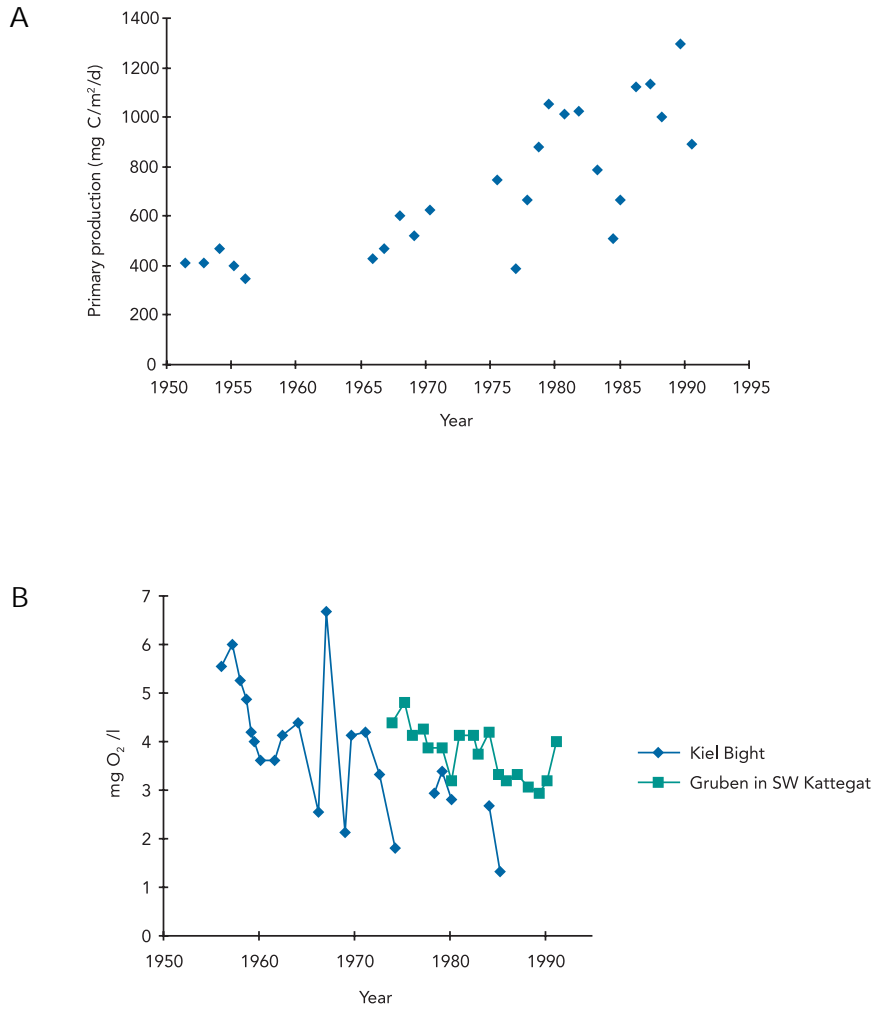 A
Primary production (mg C/m²/d)
1400
1200
1000
800
600
400
200
0
1950 1955 1960 1965 1970 1975 1980 1985 1990 1995
Year
B
mg O₂ /l
7
6
5
4
3
2
1
0
1950 1960 1970 1980 1990
Year
Kiel Bight
Gruben in SW Kattegat